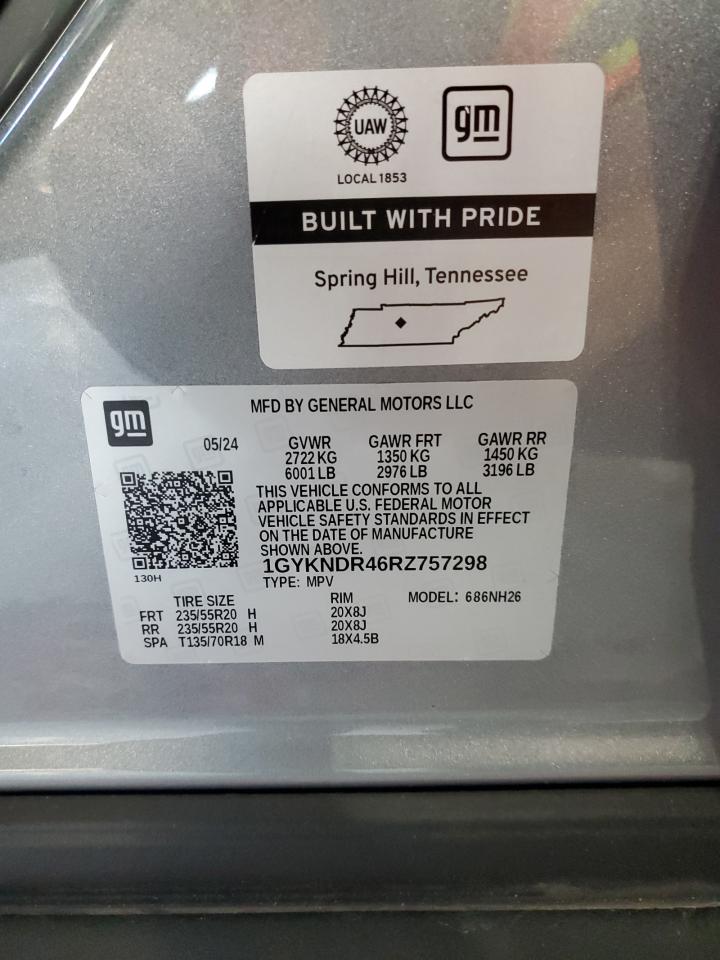 UAW
gm
LOCAL 1853
BUILT WITH PRIDE
Spring Hill, Tennessee
gm
MFD BY GENERAL MOTORS LLC
05/24 GVWR GAWR FRT GAWR RR
2722 KG 1350 KG 1450 KG
6001 LB 2976 LB 3196 LB
THIS VEHICLE CONFORMS TO ALL
APPLICABLE U.S. FEDERAL MOTOR
VEHICLE SAFETY STANDARDS IN EFFECT
ON THE DATE OF MANUFACTURE
SHOWN ABOVE.
1GYKNDR46RZ757298
130H
TYPE: MPV
TIRE SIZE RIM MODEL: 686NH26
FRT 235/55R20 H 20X8J
RR 235/55R20 H 20X8J
SPA T135/70R18 M 18X4.5B